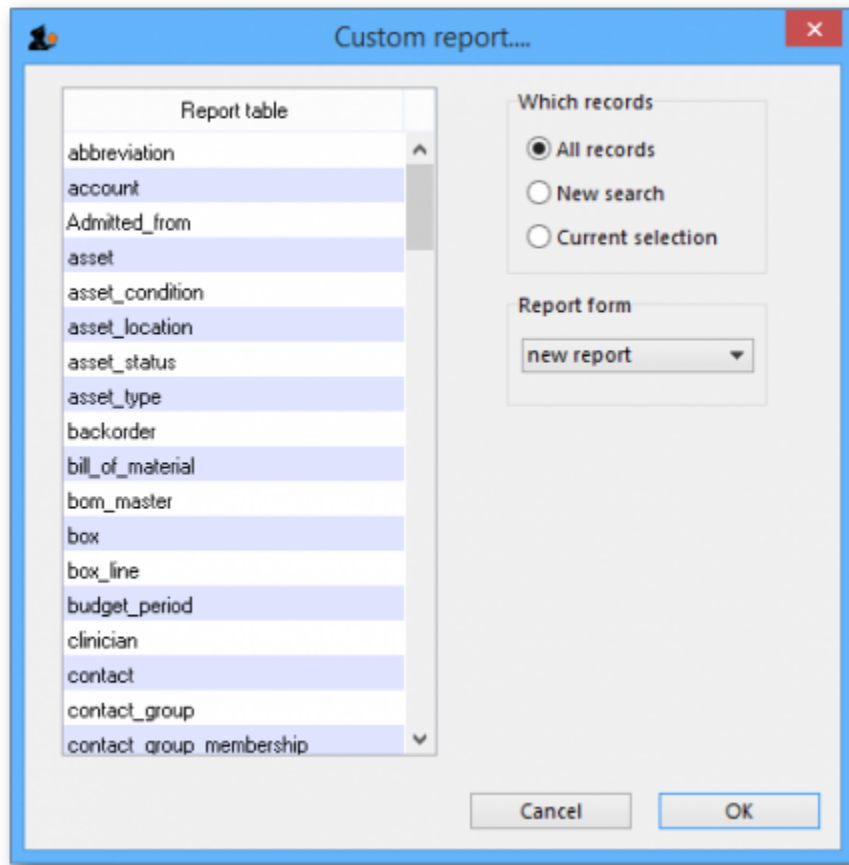 Custom report....
Report table
abbreviation
account
Admitted_from
asset
asset_condition
asset_location
asset_status
asset_type
backorder
bill_of_material
bom_master
box
box_line
budget_period
clinician
contact
contact_group
contact_group_membership
Which records
All records
New search
Current selection
Report form
new report
Cancel
OK